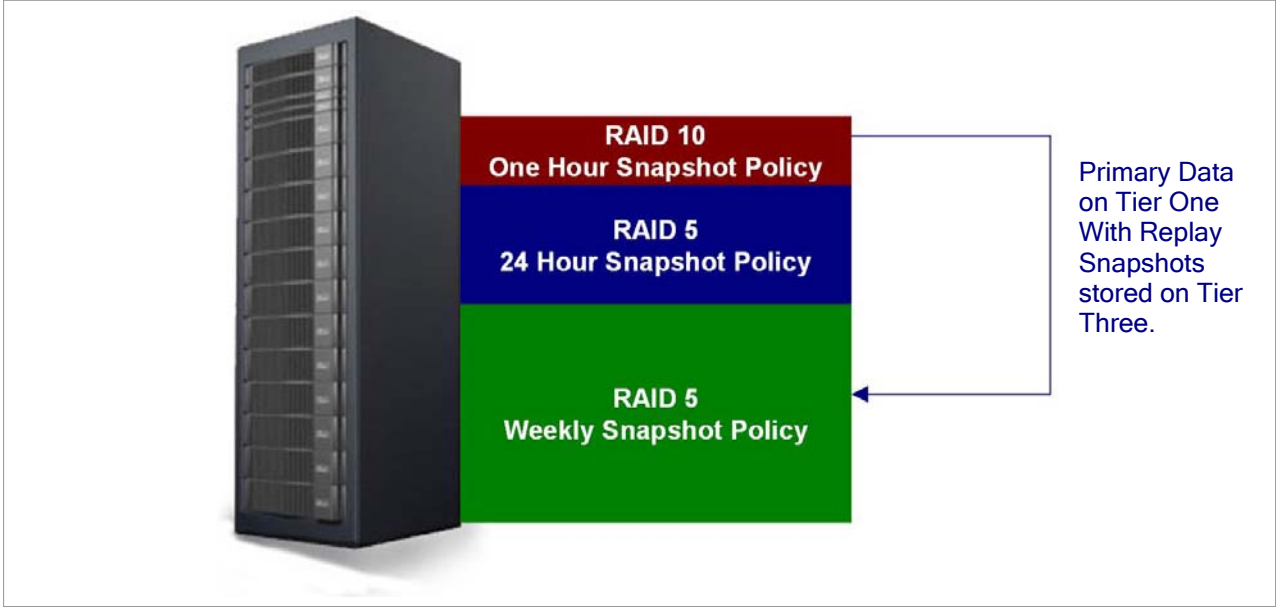 RAID 10
One Hour Snapshot Policy
RAID 5
24 Hour Snapshot Policy
RAID 5
Weekly Snapshot Policy
Primary Data
on Tier One
With Replay
Snapshots
stored on Tier
Three.